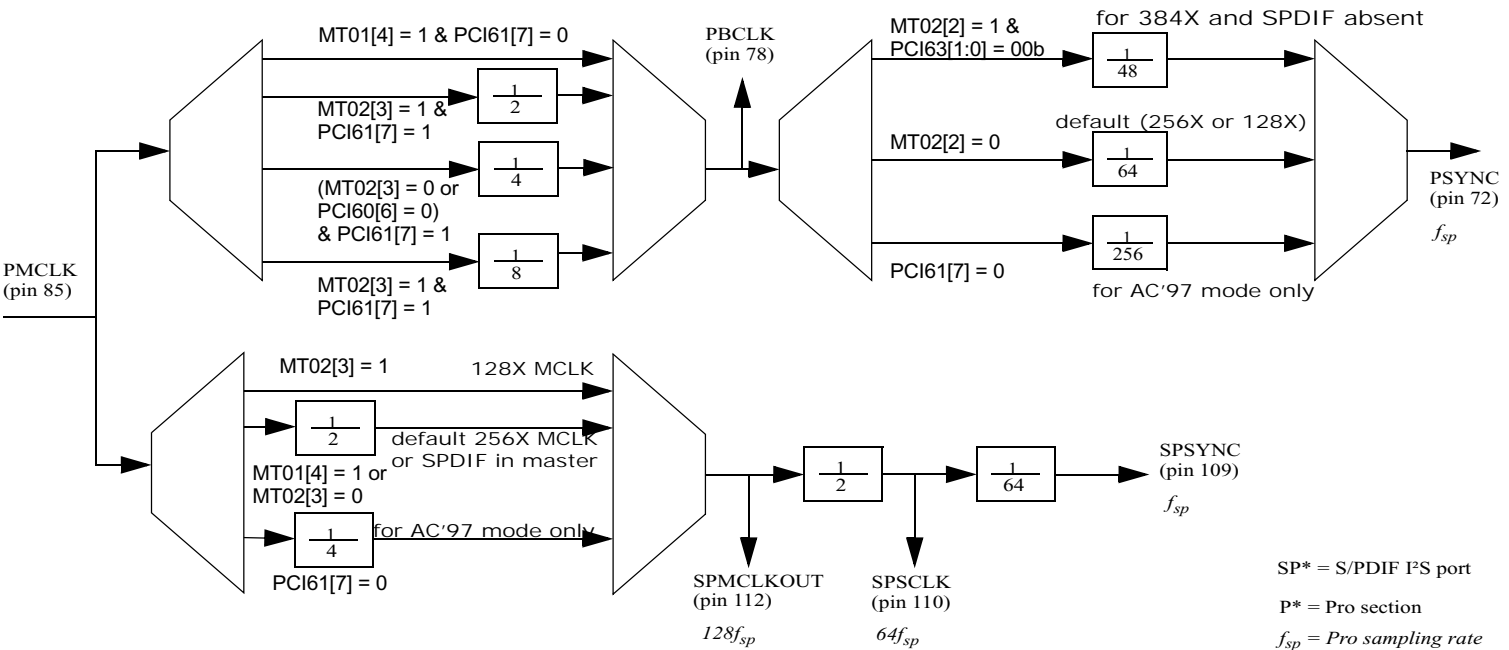 MT01[4] = 1 & PCI61[7] = 0
1
2
MT02[3] = 1 &
PCI61[7] = 1
1
4
(MT02[3] = 0 or
PCI60[6] = 0)
& PCI61[7] = 1
1
8
MT02[3] = 1 &
PCI61[7] = 1
PMCLK
(pin 85)
PBCLK
(pin 78)
MT02[2] = 1 &
PCI63[1:0] = 00b
for 384X and SPDIF absent
1
48
default (256X or 128X)
MT02[2] = 0
1
64
PCI61[7] = 0
1
256
for AC'97 mode only
PSYNC
(pin 72)
fsp
MT02[3] = 1
128X MCLK
1
2
default 256X MCLK
or SPDIF in master
MT01[4] = 1 or
MT02[3] = 0
1
4
for AC'97 mode only
PCI61[7] = 0
SPMCLKOUT
(pin 112)
128fsp
1
2
SPSCLK
(pin 110)
64fsp
1
64
SPSYNC
(pin 109)
fsp
SP* = S/PDIF I²S port
P* = Pro section
fsp = Pro sampling rate